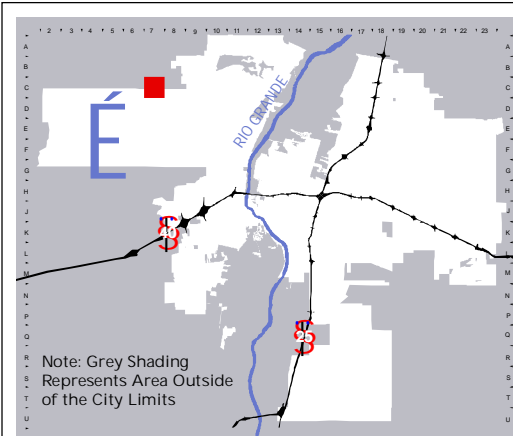 2 3 4 5 6 7 8 9 10 11 12 13 14 15 16 17 18 19 20 21 22 23
A A
B B
C C
D D
E E
F F
G G
H H
J J
K K
L L
M M
N N
P P
Q Q
R R
S S
T T
U U
É
RIO GRANDE
40
25
Note: Grey Shading
Represents Area Outside
of the City Limits